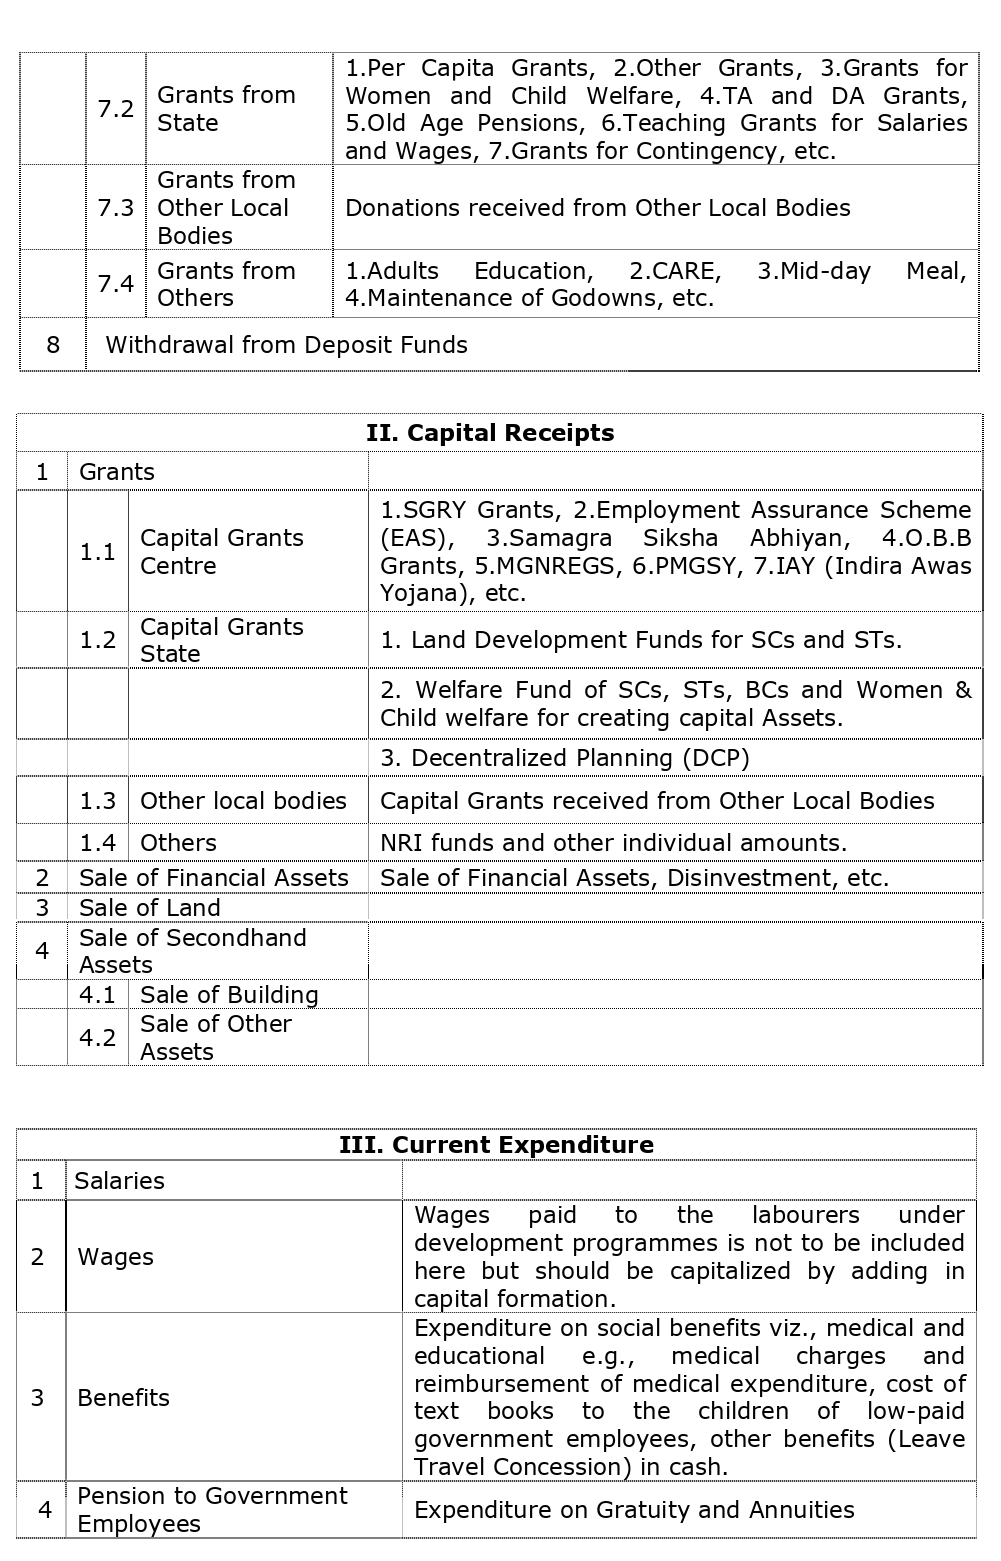 7.2 Grants from State 1.Per Capita Grants, 2.Other Grants, 3.Grants for
Women and Child Welfare, 4.TA and DA Grants,
5.Old Age Pensions, 6.Teaching Grants for Salaries
and Wages, 7.Grants for Contingency, etc.
7.3 Grants from
Other Local
Bodies
Donations received from Other Local Bodies
7.4 Grants from
Others
1.Adults Education, 2.CARE, 3.Mid-day Meal,
4.Maintenance of Godowns, etc.
8 Withdrawal from Deposit Funds
II. Capital Receipts
1 Grants
1.1 Capital Grants
Centre
1.SGRY Grants, 2.Employment Assurance Scheme
(EAS), 3.Samagra Siksha Abhiyan, 4.O.B.B
Grants, 5.MGNREGS, 6.PMGSY, 7.IAY (Indira Awas
Yojana), etc.
1.2 Capital Grants
State
1. Land Development Funds for SCs and STs.
2. Welfare Fund of SCs, STs, BCs and Women &
Child welfare for creating capital Assets.
3. Decentralized Planning (DCP)
1.3 Other local bodies Capital Grants received from Other Local Bodies
1.4 Others NRI funds and other individual amounts.
2 Sale of Financial Assets Sale of Financial Assets, Disinvestment, etc.
3 Sale of Land
4 Sale of Secondhand
Assets
4.1 Sale of Building
4.2 Sale of Other
Assets
III. Current Expenditure
1 Salaries
2 Wages
Wages paid to the labourers under
development programmes is not to be included
here but should be capitalized by adding in
capital formation.
3 Benefits
Expenditure on social benefits viz., medical and
educational e.g., medical charges and
reimbursement of medical expenditure, cost of
text books to the children of low-paid
government employees, other benefits (Leave
Travel Concession) in cash.
4 Pension to Government
Employees
Expenditure on Gratuity and Annuities